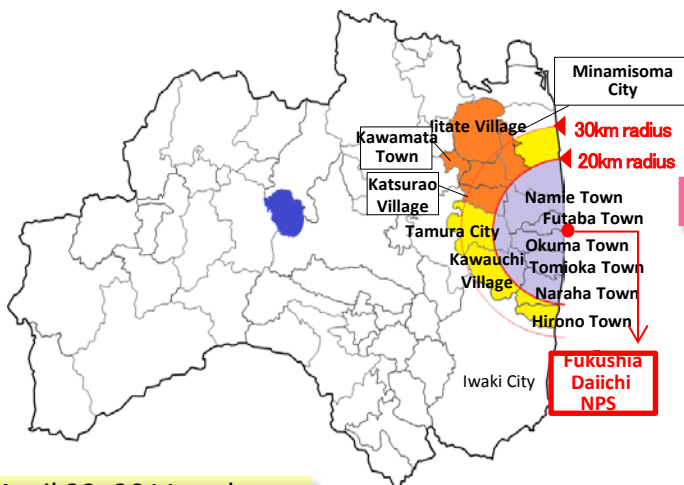 Minamisoma
City
Iitate Village
30km radius
Kawamata
Town
20km radius
Katsurao
Village
Namie Town
Futaba Town
Tamura City
Okuma Town
Kawauchi
Village
Tomioka Town
Naraha Town
Hirono Town
Fukushia
Daiichi
NPS
Iwaki City